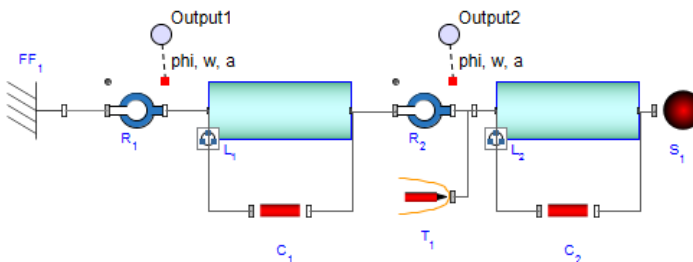 Output1
Output2
FF1
phi, w, a
phi, w, a
R1
L1
R2
L2
S1
T1
C1
C2